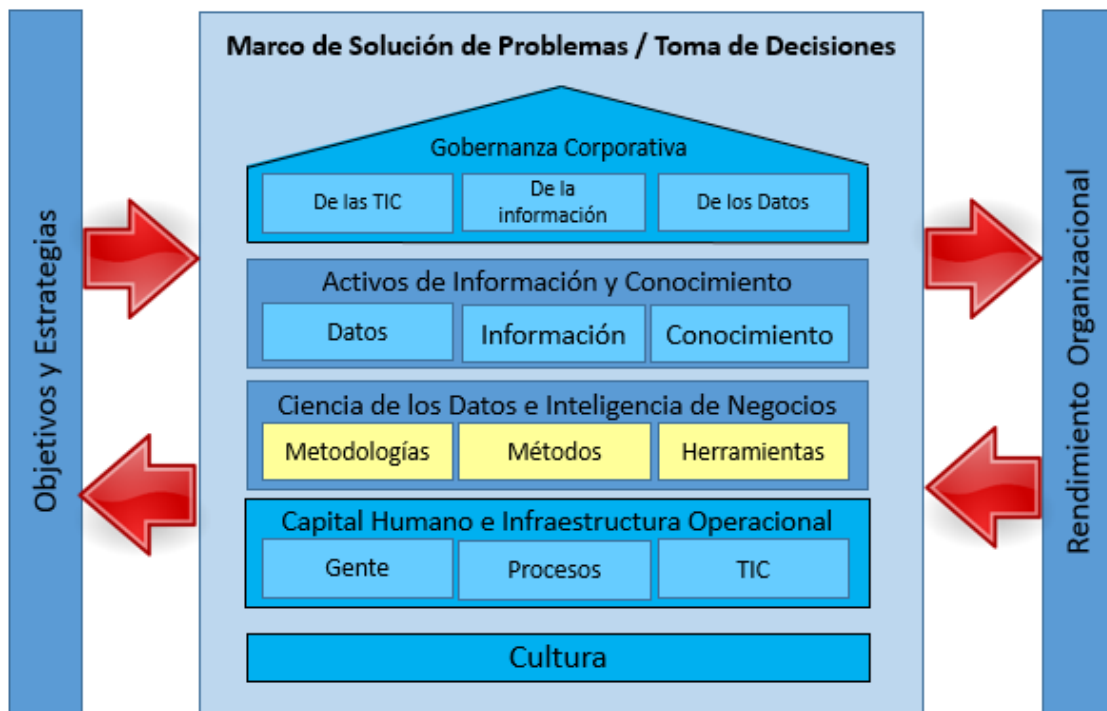 Objetivos y Estrategias
Marco de Solución de Problemas / Toma de Decisiones
Gobernanza Corporativa
De las TIC
De la
información
De los Datos
Activos de Información y Conocimiento
Datos
Información
Conocimiento
Ciencia de los Datos e Inteligencia de Negocios
Metodologías
Métodos
Herramientas
Capital Humano e Infraestructura Operacional
Gente
Procesos
TIC
Cultura
Rendimiento Organizacional